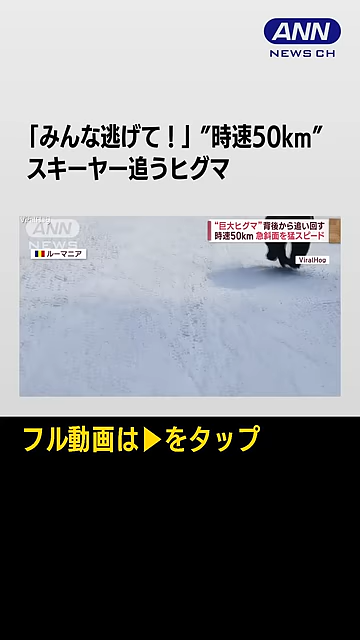 ANN
NEWS CH
「みんな逃げて！」 ″時速50km″
スキーヤー追うヒグマ
ViralHog
ANN
NEWS
ルーマニア
“巨大ヒグマ”背後から追い回す
時速50km 急斜面を猛スピード
ViralHog
フル動画は▶をタップ